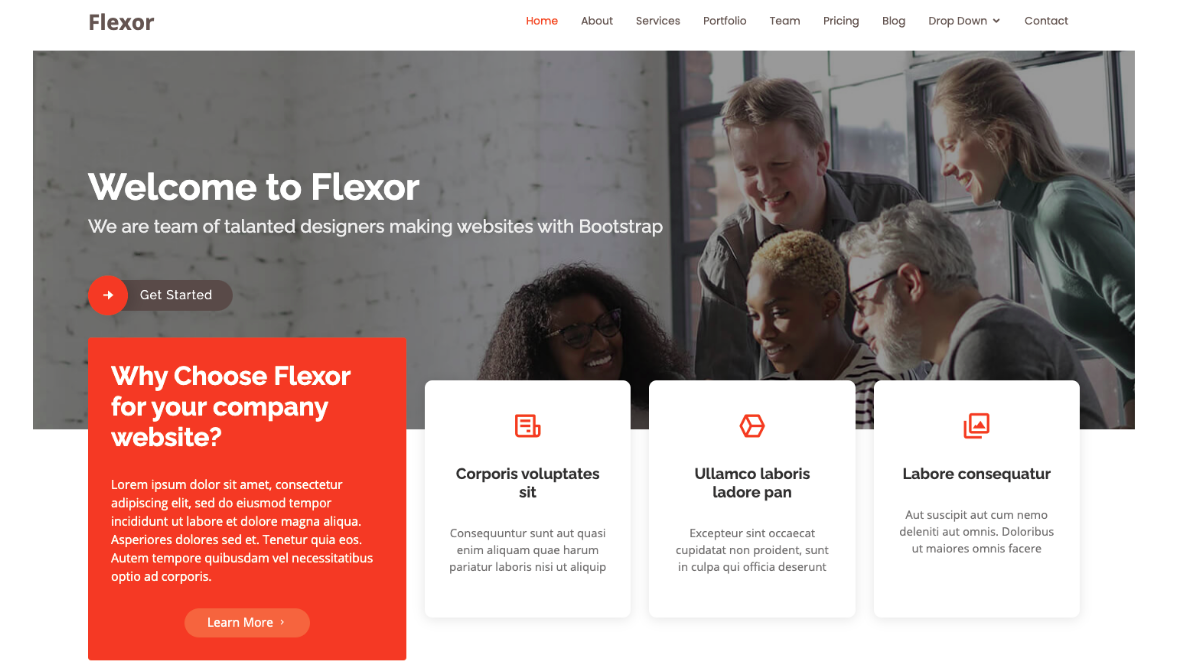 Flexor
Home About Services Portfolio Team Pricing Blog Drop Down Contact
Welcome to Flexor
We are team of talanted designers making websites with Bootstrap
Get Started
Why Choose Flexor
for your company
website?
Lorem ipsum dolor sit amet, consectetur
adipiscing elit, sed do eiusmod tempor
incididunt ut labore et dolore magna aliqua.
Asperiores dolores sed et. Tenetur quia eos.
Autem tempore quibusdam vel necessitatibus
optio ad corporis.
Learn More
Corporis voluptates
sit
Consequuntur sunt aut quasi
enim aliquam quae harum
pariatur laboris nisi ut aliquip
Ullamco laboris
ladore pan
Excepteur sint occaecat
cupidatat non proident, sunt
in culpa qui officia deserunt
Labore consequatur
Aut suscipit aut cum nemo
deleniti aut omnis. Doloribus
ut maiores omnis facere